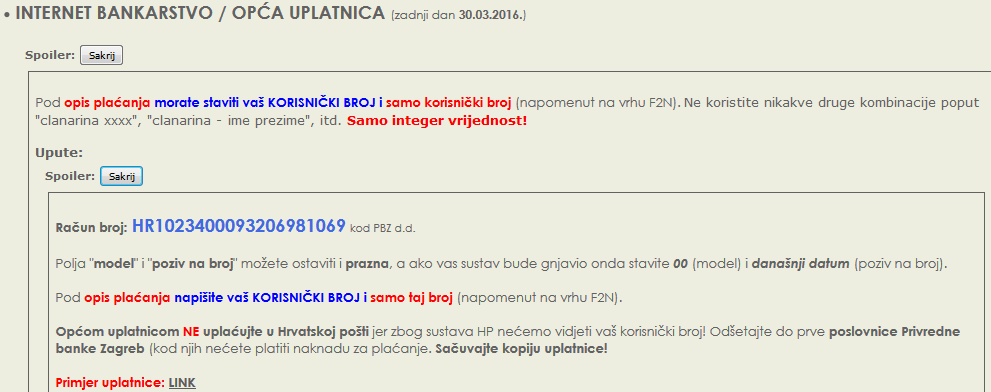 • INTERNET BANKARSTVO / OPĆA UPLATNICA (zadnji dan 30.03.2016.)
Spoiler: Sakrij
Pod opis plaćanja morate staviti vaš KORISNIČKI BROJ i samo korisnički broj (napomenut na vrhu F2N). Ne koristite nikakve druge kombinacije poput
"clanarina xxxx", "clanarina - ime prezime", itd. Samo integer vrijednost!
Upute:
Spoiler: Sakrij
Račun broj: HR1023400093206981069 kod PBZ d.d.
Polja "model" i "poziv na broj" možete ostaviti i prazna, a ako vas sustav bude gnjavio onda stavite 00 (model) i današnji datum (poziv na broj).
Pod opis plaćanja napišite vaš KORISNIČKI BROJ i samo taj broj (napomenut na vrhu F2N).
Općom uplatnicom NE uplaćujte u Hrvatskoj pošti jer zbog sustava HP nećemo vidjeti vaš korisnički broj! Odšetajte do prve poslovnice Privredne
banke Zagreb (kod njih nećete platiti naknadu za plaćanje. Sačuvajte kopiju uplatnice!
Primjer uplatnice: LINK